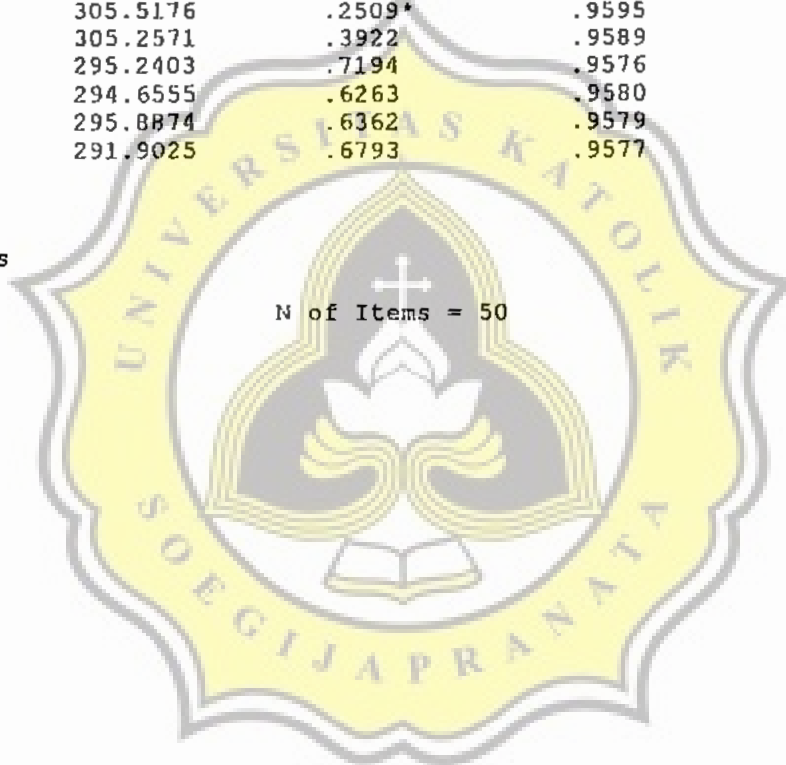 305.5176 .2509* .9595
305.2571 .3922 .9589
295.2403 .7194 .9576
294.6555 .6263 .9580
295.8874 .6362 .9579
291.9025 .6793 .9577
s
N of Items = 50
UNIVERSITAS KATOLIK
SOEGIJAPRANATA